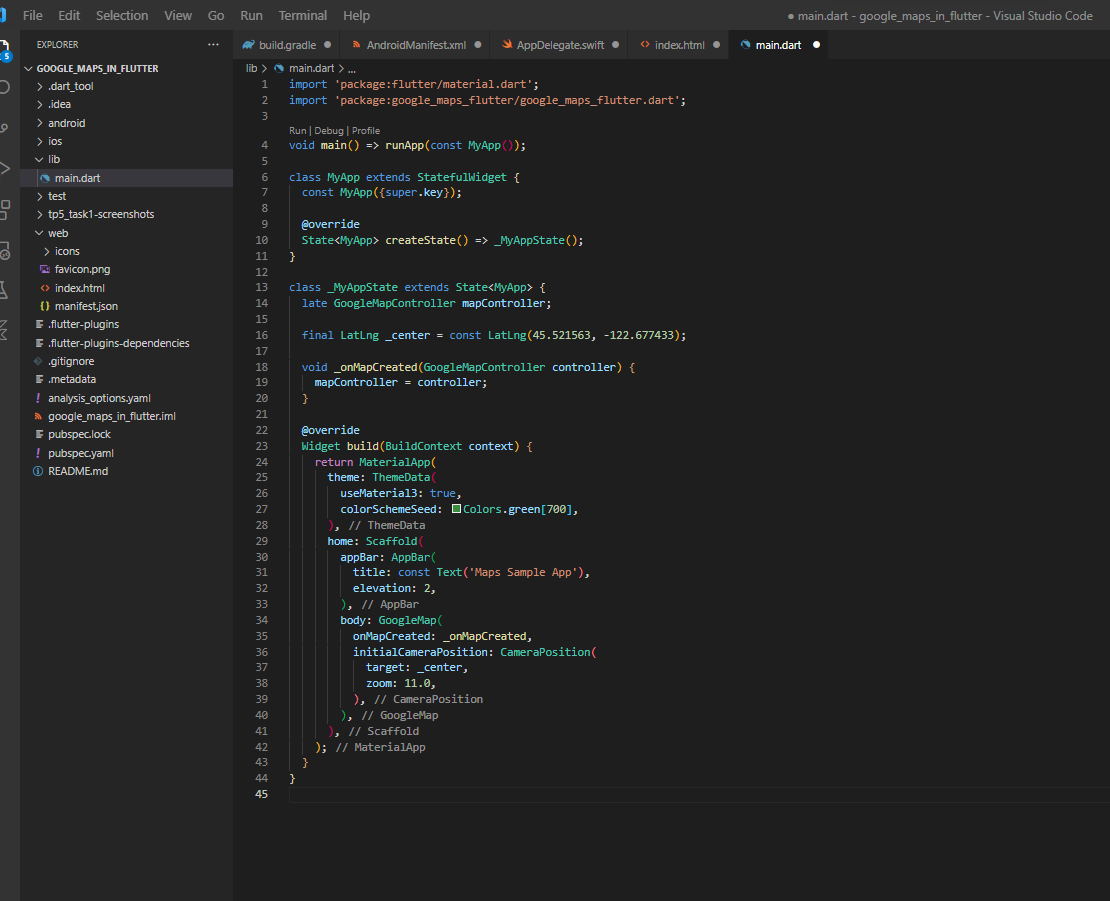 File Edit Selection View Go Run Terminal Help ● main.dart - google_maps_in_flutter - Visual Studio Code
5
EXPLORER ...
GOOGLE_MAPS_IN_FLUTTER
.dart_tool
.idea
android
ios
lib
main.dart
test
tp5_task1-screenshots
web
icons
favicon.png
index.html
manifest.json
.flutter-plugins
.flutter-plugins-dependencies
.gitignore
.metadata
analysis_options.yaml
google_maps_in_flutter.iml
pubspec.lock
pubspec.yaml
README.md
build.gradle ● AndroidManifest.xml ● AppDelegate.swift ● index.html ● main.dart ●
lib > main.dart > ...
1 import 'package:flutter/material.dart';
2 import 'package:google_maps_flutter/google_maps_flutter.dart';
3
Run | Debug | Profile
4 void main() => runApp(const MyApp());
5
6 class MyApp extends StatefulWidget {
7 const MyApp({super.key});
8
9 @override
10 State<MyApp> createState() => _MyAppState();
11 }
12
13 class _MyAppState extends State<MyApp> {
14 late GoogleMapController mapController;
15
16 final LatLng _center = const LatLng(45.521563, -122.677433);
17
18 void _onMapCreated(GoogleMapController controller) {
19 mapController = controller;
20 }
21
22 @override
23 Widget build(BuildContext context) {
24 return MaterialApp(
25 theme: ThemeData(
26 useMaterial3: true,
27 colorSchemeSeed: Colors.green[700],
28 ), // ThemeData
29 home: Scaffold(
30 appBar: AppBar(
31 title: const Text('Maps Sample App'),
32 elevation: 2,
33 ), // AppBar
34 body: GoogleMap(
35 onMapCreated: _onMapCreated,
36 initialCameraPosition: CameraPosition(
37 target: _center,
38 zoom: 11.0,
39 ), // CameraPosition
40 ), // GoogleMap
41 ), // Scaffold
42 ); // MaterialApp
43 }
44 }
45